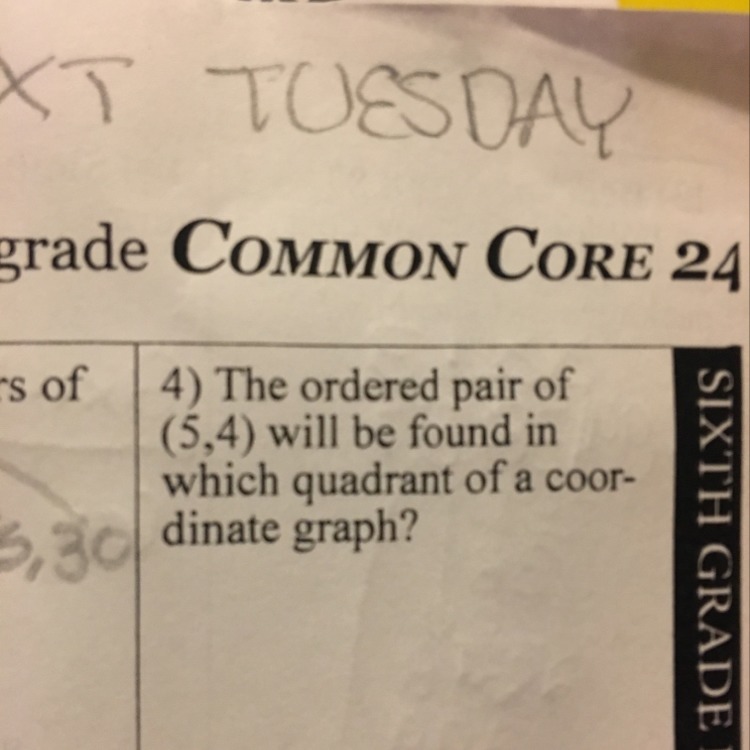 XT TUESDAY
grade COMMON CORE 24
rs of
30
4) The ordered pair of
(5,4) will be found in
which quadrant of a coor-
dinate graph?
SIXTH GRADE